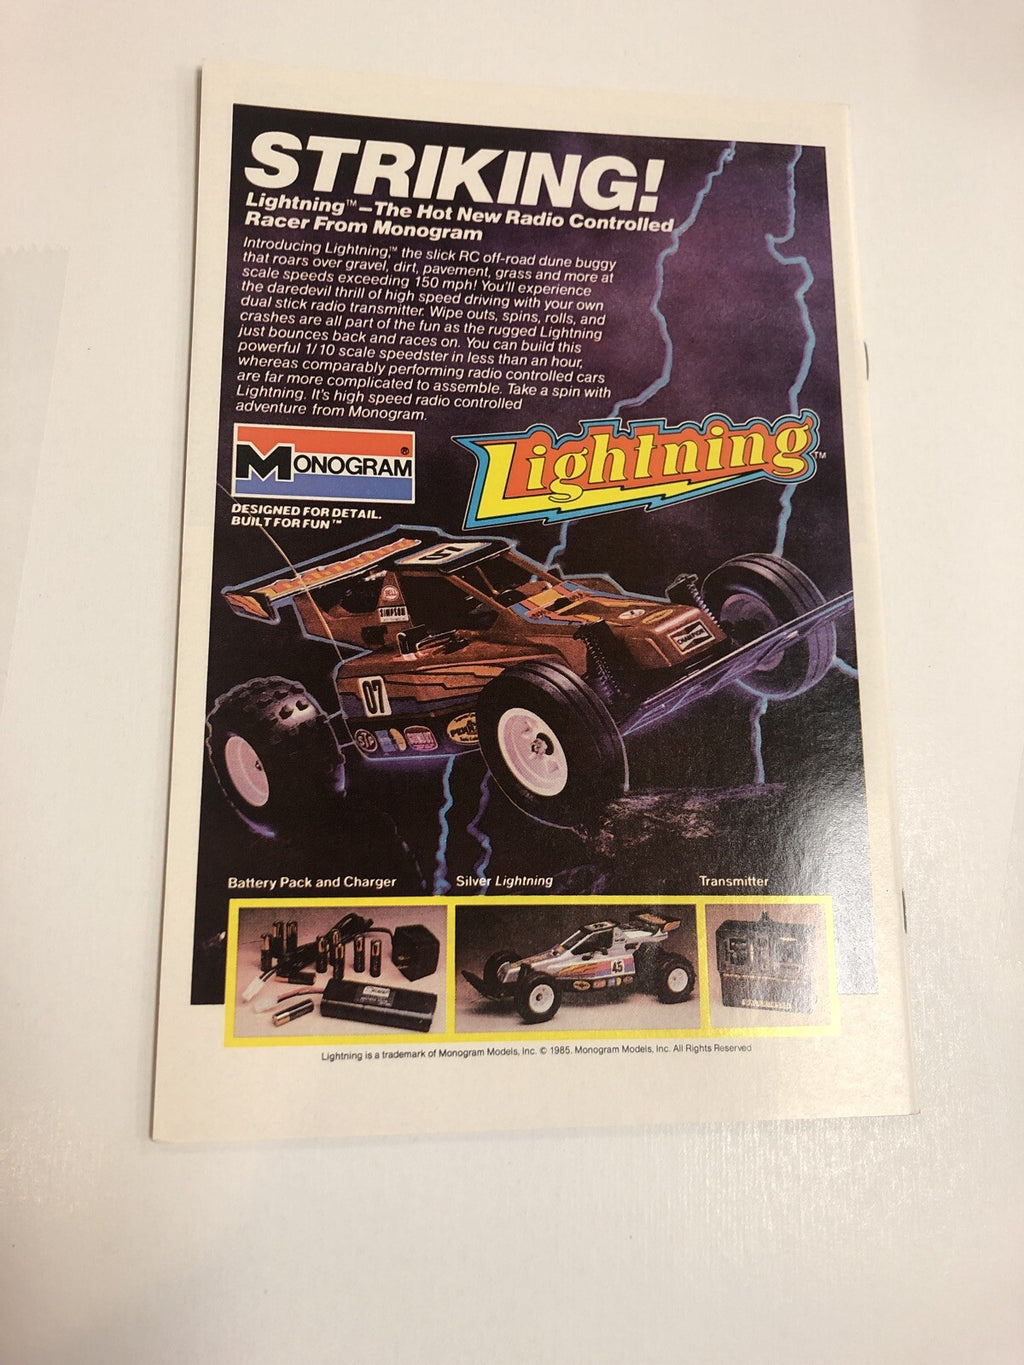 STRIKING!
Lightning™–The Hot New Radio Controlled
Racer From Monogram
Introducing Lightning,™ the slick RC off-road dune buggy
that roars over gravel, dirt, pavement, grass and more at
scale speeds exceeding 150 mph! You'll experience
the daredevil thrill of high speed driving with your own
dual stick radio transmitter. Wipe outs, spins, rolls, and
crashes are all part of the fun as the rugged Lightning
just bounces back and races on. You can build this
powerful 1/10 scale speedster in less than an hour,
whereas comparably performing radio controlled cars
are far more complicated to assemble. Take a spin with
Lightning. It's high speed radio controlled
adventure from Monogram.
MONOGRAM®
Lightning™
DESIGNED FOR DETAIL.
BUILT FOR FUN™
07
BELL
SIMPSON
CHAMPION
07
STP
Battery Pack and Charger
Silver Lightning
Transmitter
45
Lightning is a trademark of Monogram Models, Inc. © 1985. Monogram Models, Inc. All Rights Reserved